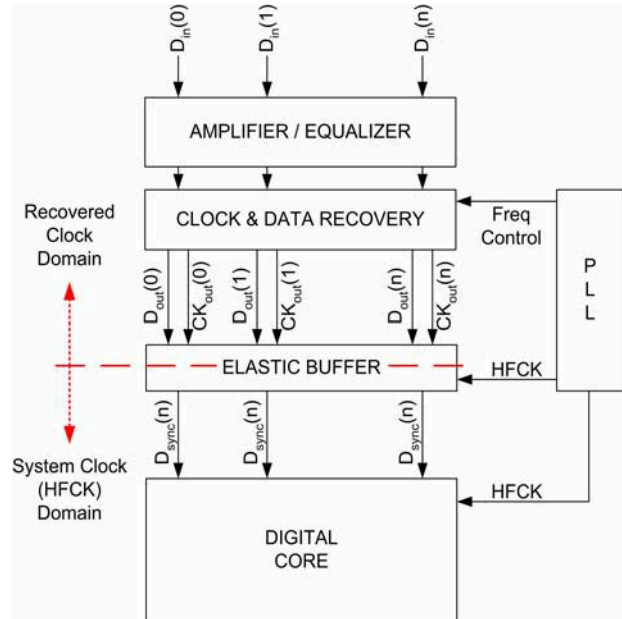 D_in(0)
D_in(1)
D_in(n)
AMPLIFIER / EQUALIZER
Recovered
Clock
Domain
CLOCK & DATA RECOVERY
Freq
Control
PLL
D_out(0)
CK_out(0)
D_out(1)
CK_out(1)
D_out(n)
CK_out(n)
ELASTIC BUFFER
HFCK
D_sync(n)
D_sync(n)
D_sync(n)
System Clock
(HFCK)
Domain
HFCK
DIGITAL
CORE